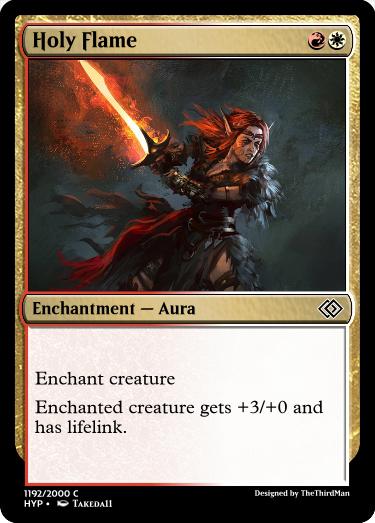 Holy Flame
Enchantment — Aura
Enchant creature
Enchanted creature gets +3/+0 and
has lifelink.
1192/2000 C
HYP • Takeda11
Designed by TheThirdMan